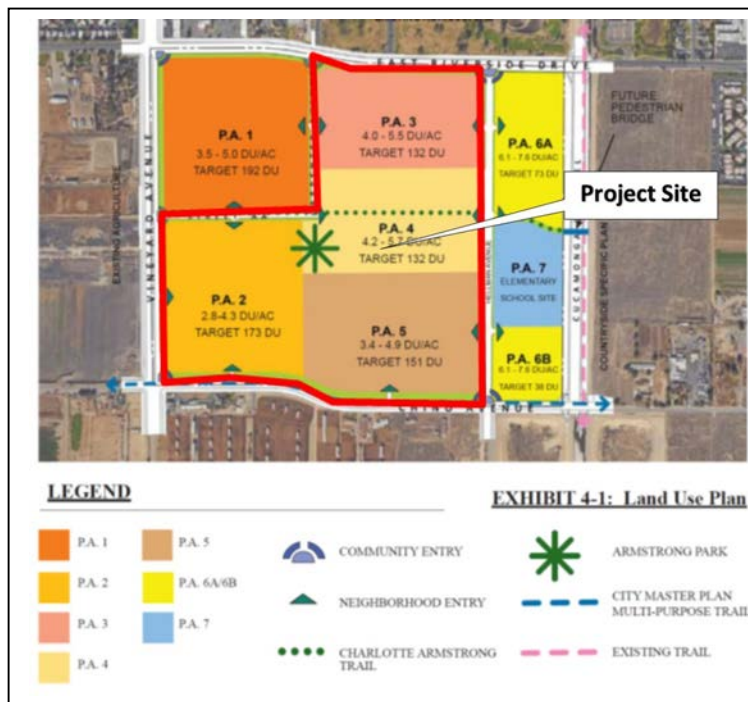 EAST RIVERSIDE DRIVE
P.A. 1
3.5 - 5.0 DU/AC
TARGET 192 DU
P.A. 3
4.0 - 5.5 DU/AC
TARGET 132 DU
P.A. 6A
6.1 - 7.6 DU/AC
TARGET 73 DU
FUTURE
PEDESTRIAN
BRIDGE
Project Site
VINEYARD AVENUE
EXISTING AGRICULTURE
P.A. 4
4.2 - 5.7 DU/AC
TARGET 132 DU
HELLMAN AVENUE
P.A. 7
ELEMENTARY
SCHOOL SITE
COUNTRYSIDE SPECIFIC PLAN
P.A. 2
2.8-4.3 DU/AC
TARGET 173 DU
P.A. 5
3.4 - 4.9 DU/AC
TARGET 151 DU
P.A. 6B
6.1 - 7.6 DU/AC
TARGET 38 DU
CHINO AVENUE
LEGEND
EXHIBIT 4-1: Land Use Plan
P.A. 1
P.A. 5
COMMUNITY ENTRY
ARMSTRONG PARK
P.A. 2
P.A. 6A/6B
NEIGHBORHOOD ENTRY
CITY MASTER PLAN
MULTI-PURPOSE TRAIL
P.A. 3
P.A. 7
CHARLOTTE ARMSTRONG
TRAIL
EXISTING TRAIL
P.A. 4